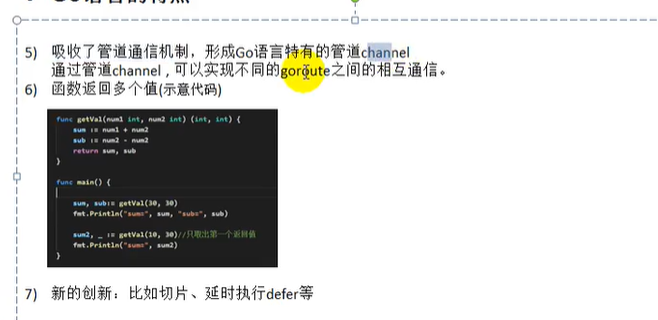 5) 吸收了管道通信机制，形成Go语言特有的管道channel
通过管道channel , 可以实现不同的goroute之间的相互通信。
6) 函数返回多个值(示意代码)
func getVal(num1 int, num2 int) (int, int) {
sum := num1 + num2
sub := num2 - num2
return sum, sub
}
func main() {
sum, sub:= getVal(30, 30)
fmt.Println("sum=", sum, "sub=", sub)
sum2, _ := getVal(10, 30)//只取出第一个返回值
fmt.Println("sum=", sum2)
}
7) 新的创新：比如切片、延时执行defer等